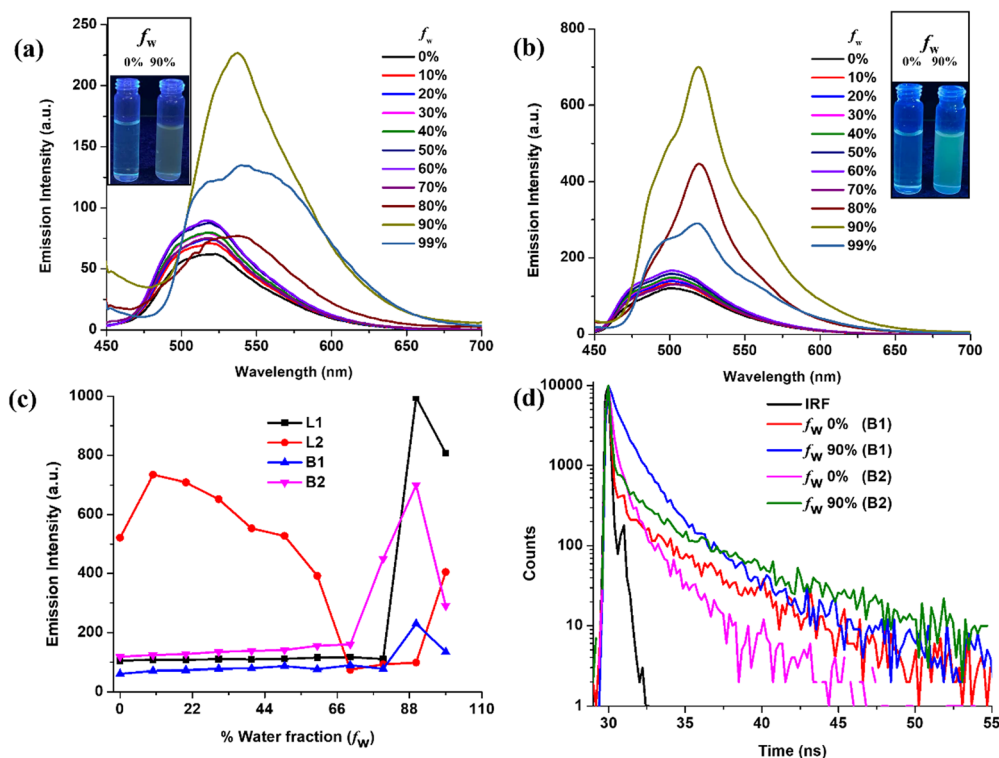 (a)
f_w
0% 90%
f_w
0%
10%
20%
30%
40%
50%
60%
70%
80%
90%
99%
250
225
200
175
150
125
100
75
50
25
0
Emission Intensity (a.u.)
450 500 550 600 650 700
Wavelength (nm)
(b)
f_w
0%
10%
20%
30%
40%
50%
60%
70%
80%
90%
99%
f_w
0% 90%
800
600
400
200
0
Emission Intensity (a.u.)
450 500 550 600 650 700
Wavelength (nm)
(c)
L1
L2
B1
B2
1000
800
600
400
200
0
Emission Intensity (a.u.)
0 22 44 66 88 110
% Water fraction (f_w)
(d)
IRF
f_w 0% (B1)
f_w 90% (B1)
f_w 0% (B2)
f_w 90% (B2)
10000
1000
100
10
1
Counts
30 35 40 45 50 55
Time (ns)